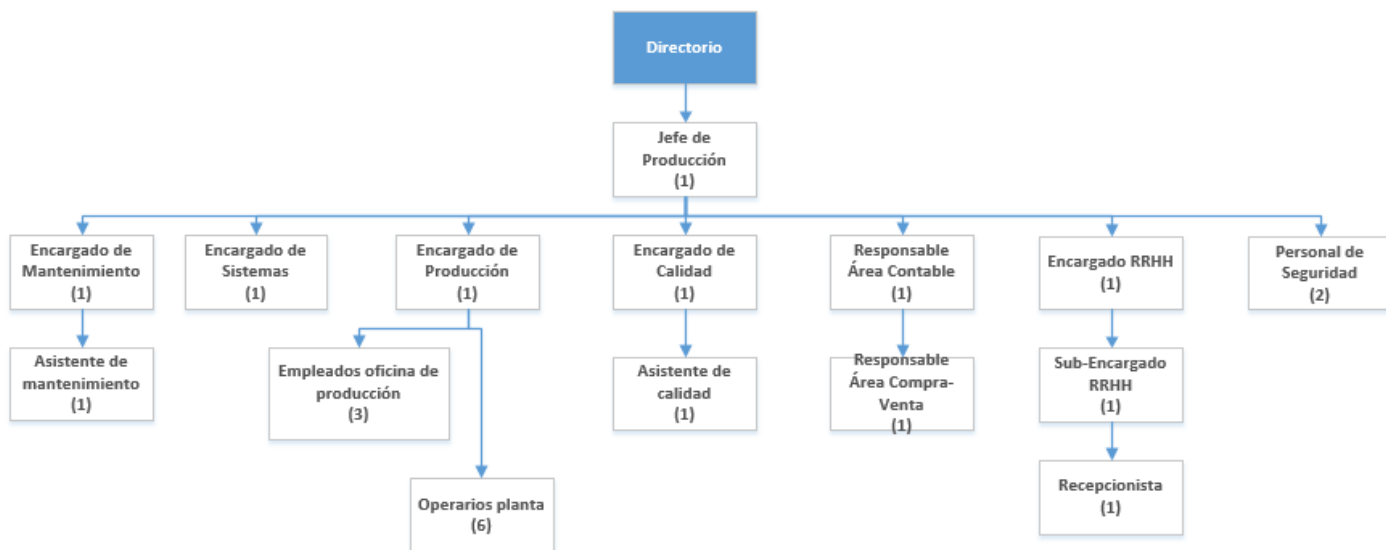 Directorio
Jefe de
Producción
(1)
Encargado de
Mantenimiento
(1)
Encargado de
Sistemas
(1)
Encargado de
Producción
(1)
Encargado de
Calidad
(1)
Responsable
Área Contable
(1)
Encargado RRHH
(1)
Personal de
Seguridad
(2)
Asistente de
mantenimiento
(1)
Empleados oficina de
producción
(3)
Asistente de
calidad
(1)
Responsable
Área Compra-
Venta
(1)
Sub-Encargado
RRHH
(1)
Operarios planta
(6)
Recepcionista
(1)